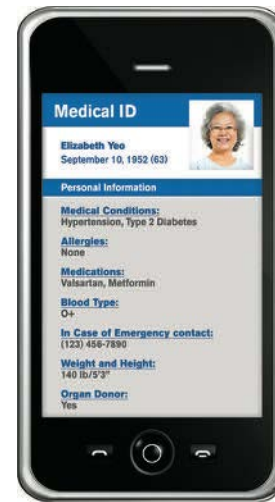 Medical ID
Elizabeth Yeo
September 10, 1952 (63)
Personal Information
Medical Conditions:
Hypertension, Type 2 Diabetes
Allergies:
None
Medications:
Valsartan, Metformin
Blood Type:
O+
In Case of Emergency contact:
(123) 456-7890
Weight and Height:
140 lb/5'3"
Organ Donor:
Yes